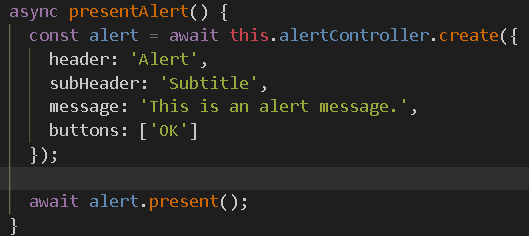 async presentAlert() {
  const alert = await this.alertController.create({
    header: 'Alert',
    subHeader: 'Subtitle',
    message: 'This is an alert message.',
    buttons: ['OK']
  });

  await alert.present();
}